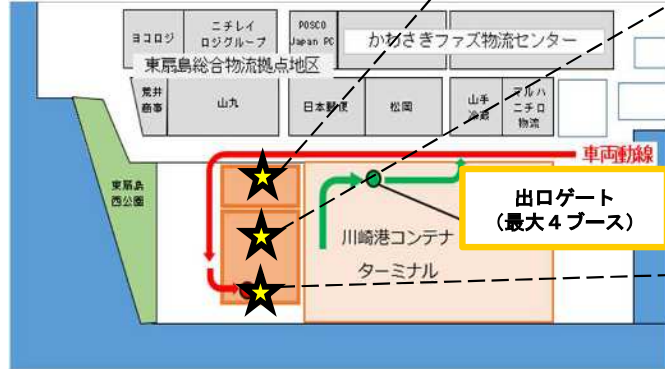 ヨコロジ
ニチレイ
ロジグループ
POSCO
Japan PC
かわさきファズ物流センター
東扇島総合物流拠点地区
荒井
商事
山九
日本郵便
松岡
山手
冷蔵
マルハ
ニチロ
物流
車両動線
東扇島
西公園
出口ゲート
(最大4ブース)
川崎港コンテナ
ターミナル